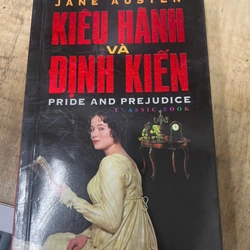 JANE AUSTEN
KIÊU HÃNH
VÀ
ĐỊNH KIẾN
PRIDE AND PREJUDICE
CLASSIC BOOK